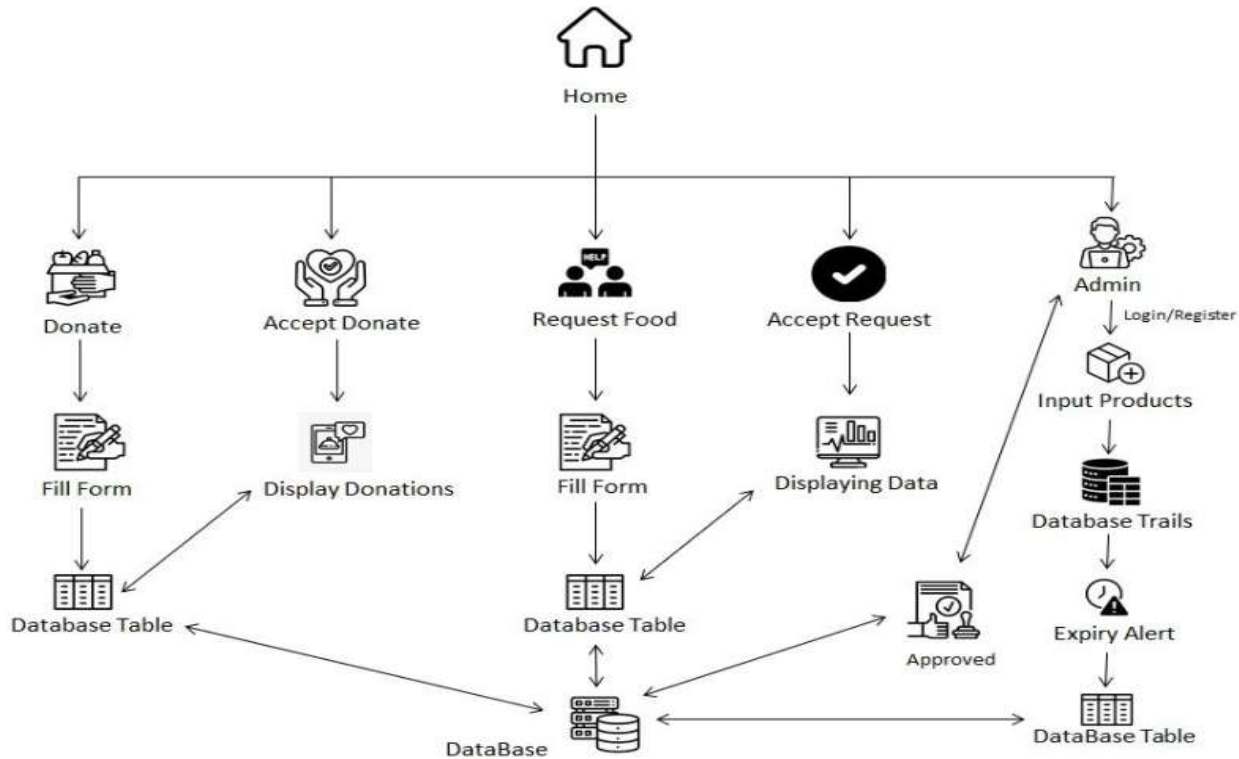 Home
HELP
Donate
Accept Donate
Request Food
Accept Request
Admin
Login/Register
Input Products
Fill Form
Display Donations
Fill Form
Displaying Data
Database Trails
Database Table
Database Table
Approved
Expiry Alert
DataBase
DataBase Table